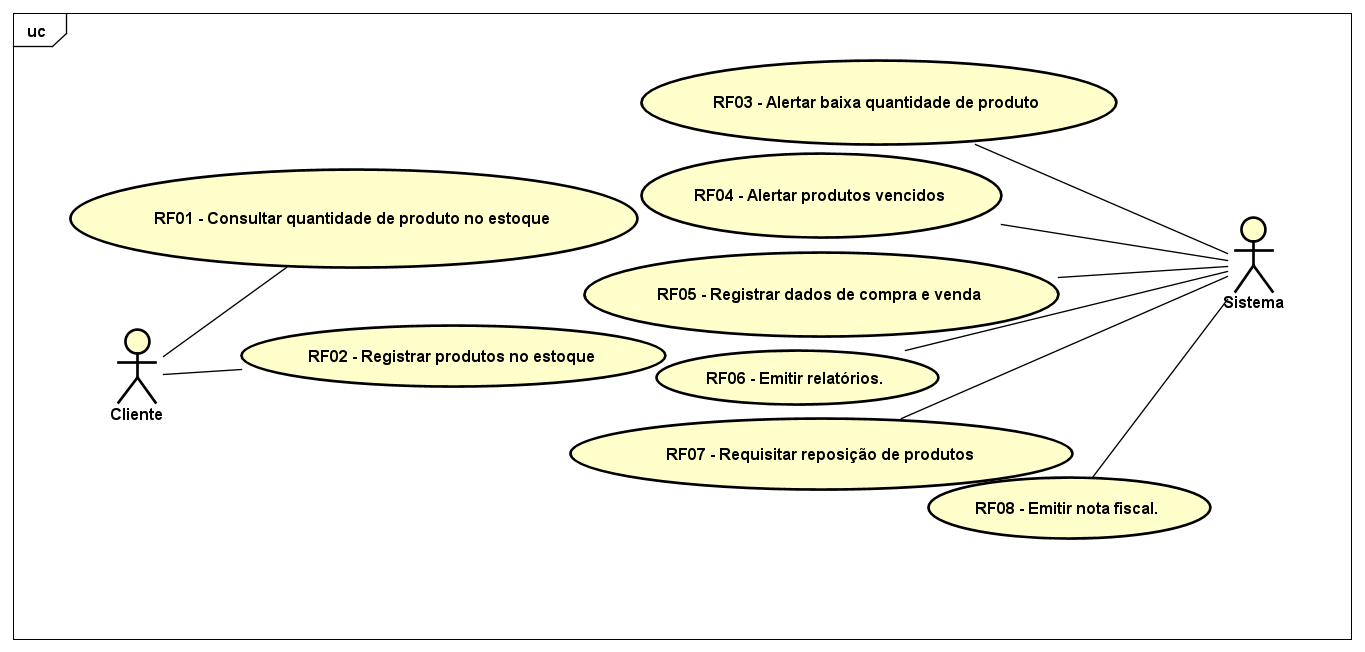 uc
RF03 - Alertar baixa quantidade de produto
RF04 - Alertar produtos vencidos
RF01 - Consultar quantidade de produto no estoque
RF05 - Registrar dados de compra e venda
Sistema
RF02 - Registrar produtos no estoque
RF06 - Emitir relatórios.
Cliente
RF07 - Requisitar reposição de produtos
RF08 - Emitir nota fiscal.